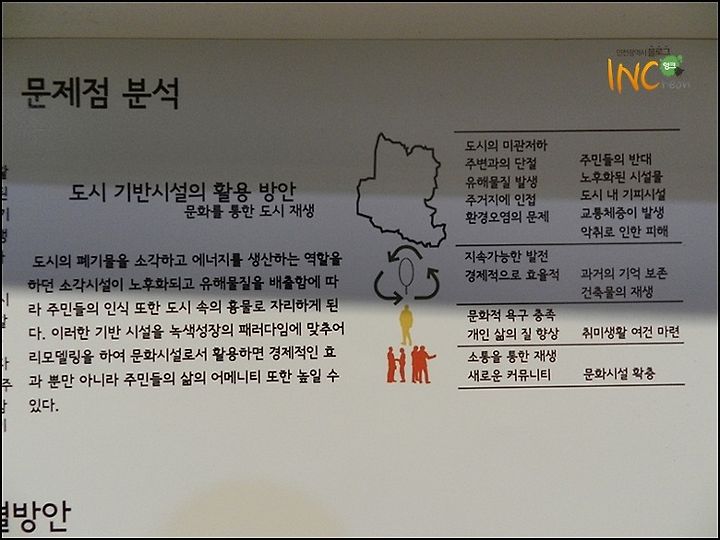 인천광역시 블로그
INCheon
잉크
문제점 분석
도시 기반시설의 활용 방안
문화를 통한 도시 재생
도시의 폐기물을 소각하고 에너지를 생산하는 역할을
하던 소각시설이 노후화되고 유해물질을 배출함에 따
라 주민들의 인식 또한 도시 속의 흉물로 자리하게 된
다. 이러한 기반 시설을 녹색성장의 패러다임에 맞추어
리모델링을 하여 문화시설로서 활용하면 경제적인 효
과 뿐만 아니라 주민들의 삶의 어메니티 또한 높일 수
있다.
도시의 미관저하
주변과의 단절
유해물질 발생
주거지에 인접
환경오염의 문제
주민들의 반대
노후화된 시설물
도시 내 기피시설
교통체증이 발생
악취로 인한 피해
지속가능한 발전
경제적으로 효율적
과거의 기억 보존
건축물의 재생
문화적 욕구 충족
개인 삶의 질 향상
취미생활 여건 마련
소통을 통한 재생
새로운 커뮤니티
문화시설 확충
방안